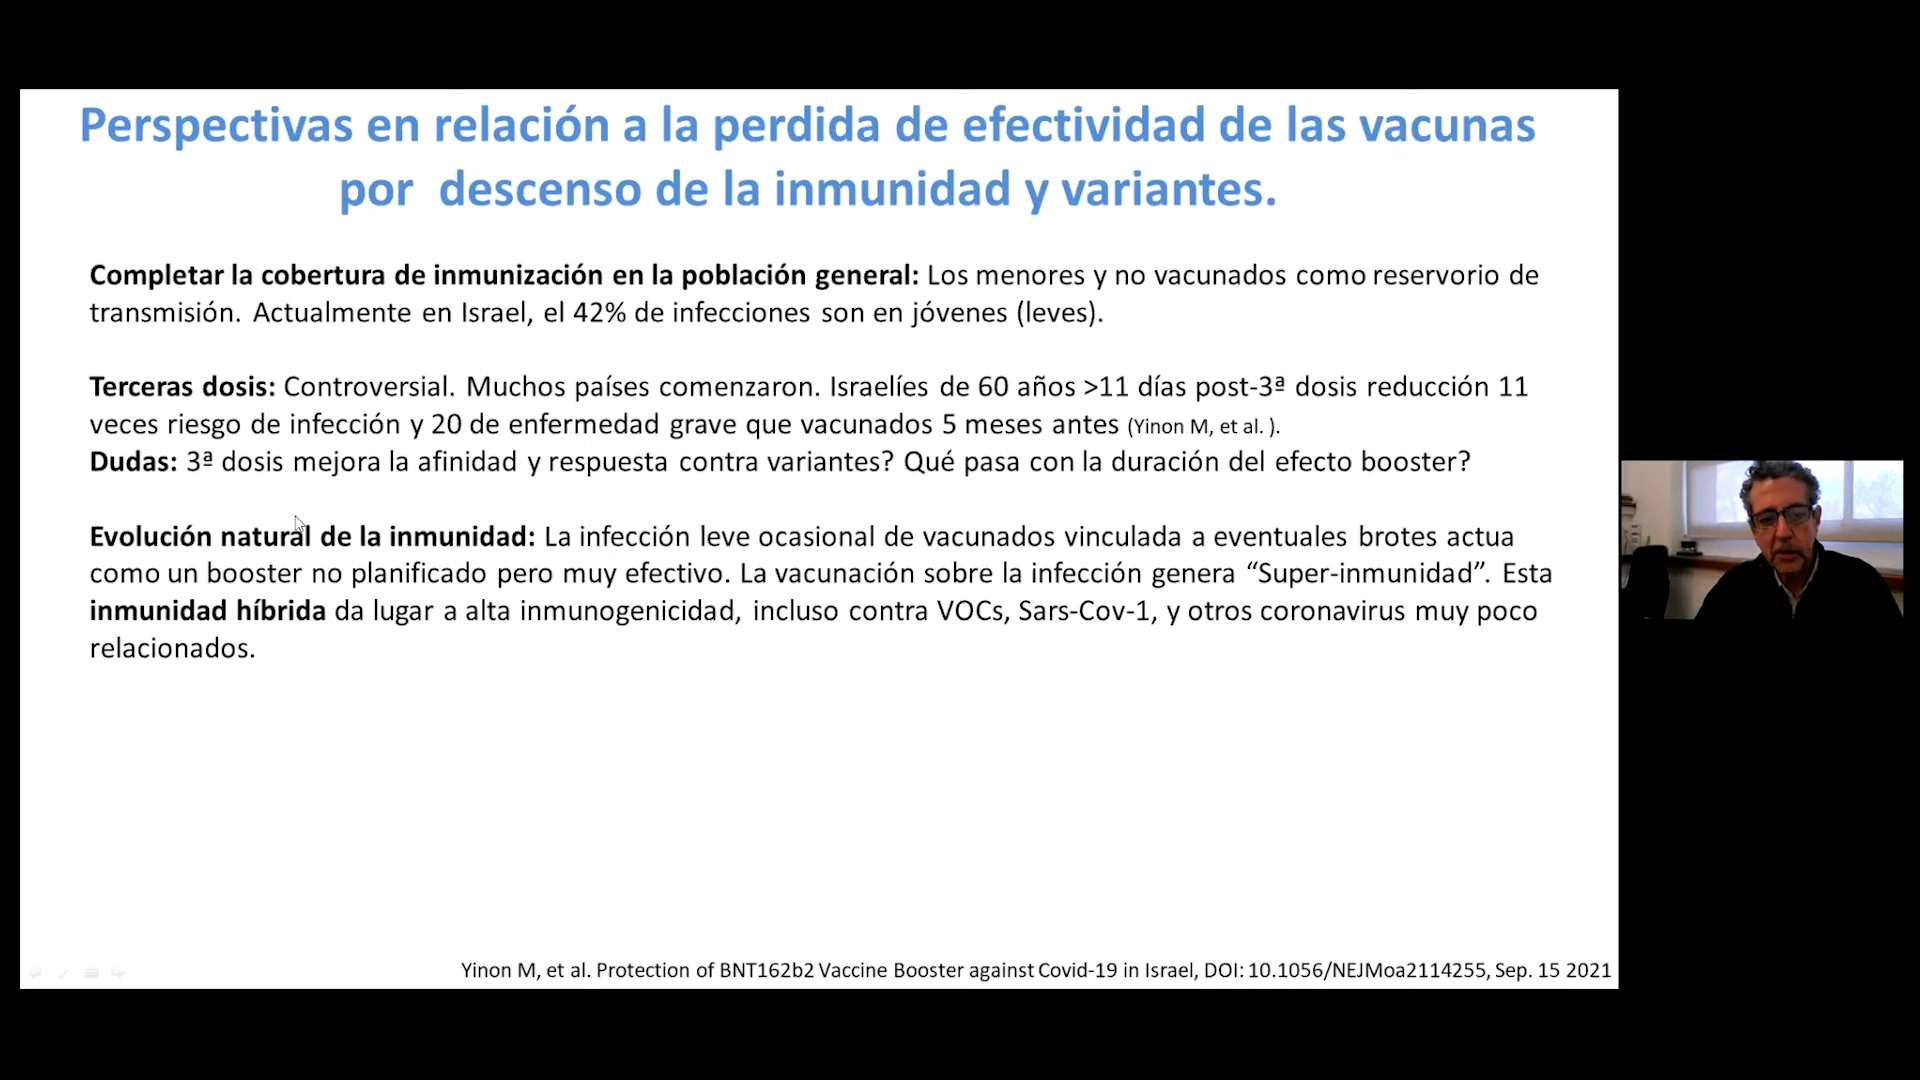 Perspectivas en relación a la perdida de efectividad de las vacunas
por descenso de la inmunidad y variantes.
Completar la cobertura de inmunización en la población general: Los menores y no vacunados como reservorio de
transmisión. Actualmente en Israel, el 42% de infecciones son en jóvenes (leves).
Terceras dosis: Controversial. Muchos países comenzaron. Israelíes de 60 años >11 días post-3ª dosis reducción 11
veces riesgo de infección y 20 de enfermedad grave que vacunados 5 meses antes (Yinon M, et al. ).
Dudas: 3ª dosis mejora la afinidad y respuesta contra variantes? Qué pasa con la duración del efecto booster?
Evolución natural de la inmunidad: La infección leve ocasional de vacunados vinculada a eventuales brotes actua
como un booster no planificado pero muy efectivo. La vacunación sobre la infección genera “Super-inmunidad”. Esta
inmunidad híbrida da lugar a alta inmunogenicidad, incluso contra VOCs, Sars-Cov-1, y otros coronavirus muy poco
relacionados.
Yinon M, et al. Protection of BNT162b2 Vaccine Booster against Covid-19 in Israel, DOI: 10.1056/NEJMoa2114255, Sep. 15 2021